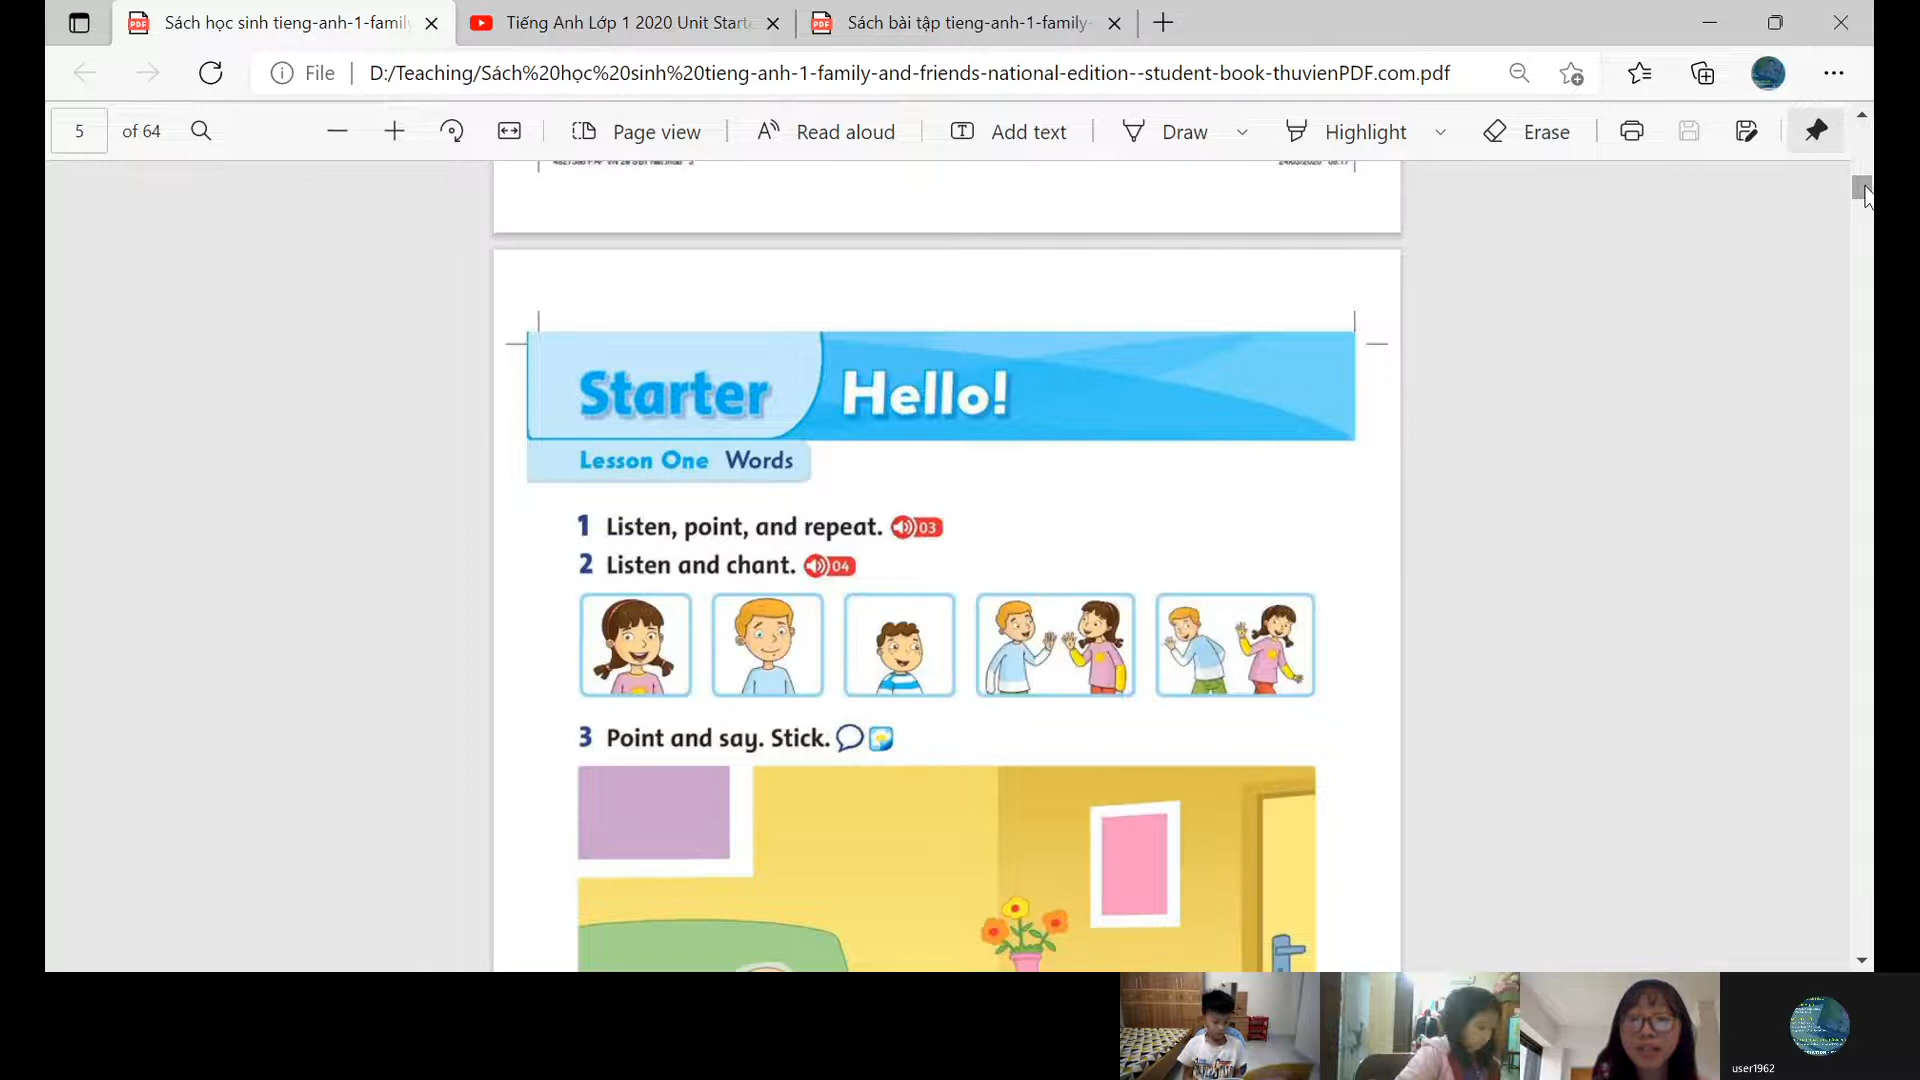 Sách học sinh tieng-anh-1-famil
Tiếng Anh Lớp 1 2020 Unit Starte
Sách bài tập tieng-anh-1-family-
File
D:/Teaching/Sách%20học%20sinh%20tieng-anh-1-family-and-friends-national-edition--student-book-thuvienPDF.com.pdf
5 of 64
Page view
Read aloud
Add text
Draw
Highlight
Erase
Starter Hello!
Lesson One Words
1 Listen, point, and repeat. 03
2 Listen and chant. 04
3 Point and say. Stick.
user1962